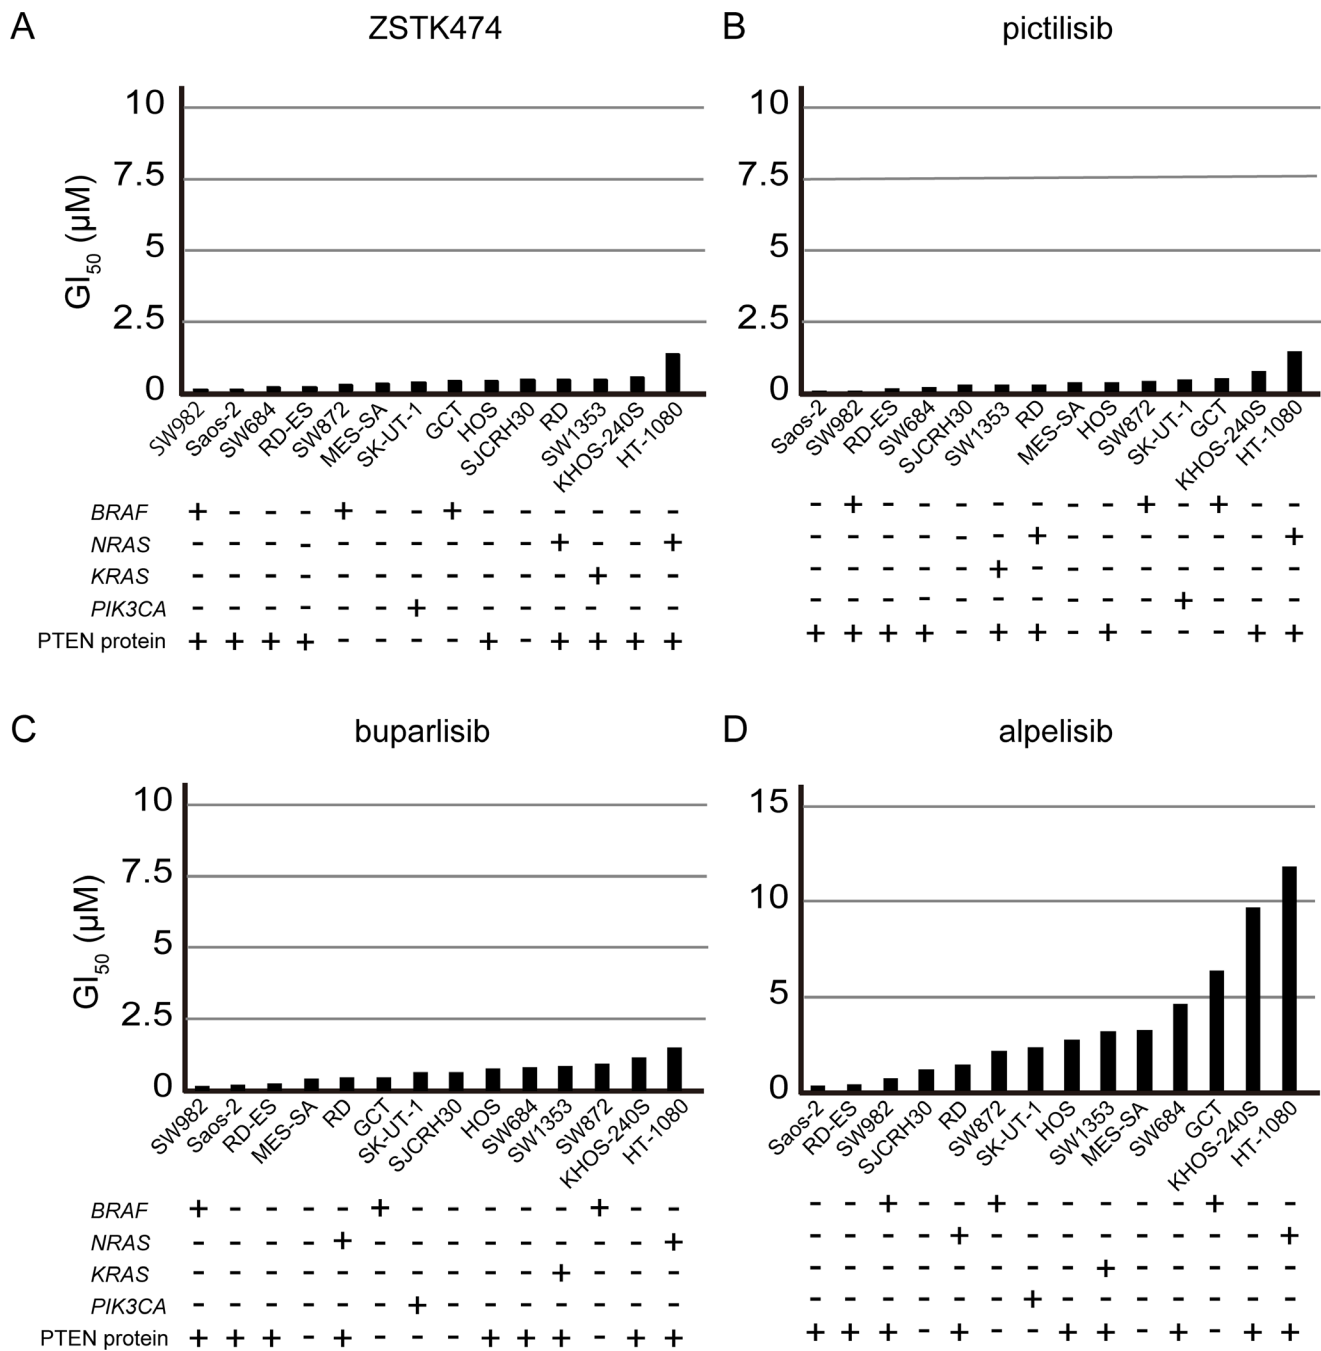 A
ZSTK474
10
7.5
5
2.5
0
GI50 (µM)
SW982 Saos-2 SW684 RD-ES SW872 MES-SA SK-UT-1 GCT HOS SJCRH30 RD SW1353 KHOS-240S HT-1080
BRAF + - - - + - - + - - - - - -
NRAS - - - - - - - - - - + - - +
KRAS - - - - - - - - - - - + - -
PIK3CA - - - - - - + - - - - - - -
PTEN protein + + + + - - - - + - + + + +
B
pictilisib
10
7.5
5
2.5
0
Saos-2 SW982 RD-ES SW684 SJCRH30 SW1353 RD MES-SA HOS SW872 SK-UT-1 GCT KHOS-240S HT-1080
- + - - - - - - - + - + - -
- - - - - - + - - - - - - +
- - - - - + - - - - - - - -
- - - - - - - - - - + - - -
+ + + + - + + - + - - - + +
C
buparlisib
10
7.5
5
2.5
0
GI50 (µM)
SW982 Saos-2 RD-ES MES-SA RD GCT SK-UT-1 SJCRH30 HOS SW684 SW1353 SW872 KHOS-240S HT-1080
BRAF + - - - - + - - - - - + - -
NRAS - - - - + - - - - - - - - +
KRAS - - - - - - - - - - + - - -
PIK3CA - - - - - - + - - - - - - -
PTEN protein + + + - + - - - + + + - + +
D
alpelisib
15
10
5
0
Saos-2 RD-ES SW982 SJCRH30 RD SW872 SK-UT-1 HOS SW1353 MES-SA SW684 GCT KHOS-240S HT-1080
- - + - - + - - - - - + - -
- - - - + - - - - - - - - +
- - - - - - - - + - - - - -
- - - - - - + - - - - - - -
+ + + - + - - + + - + - + +